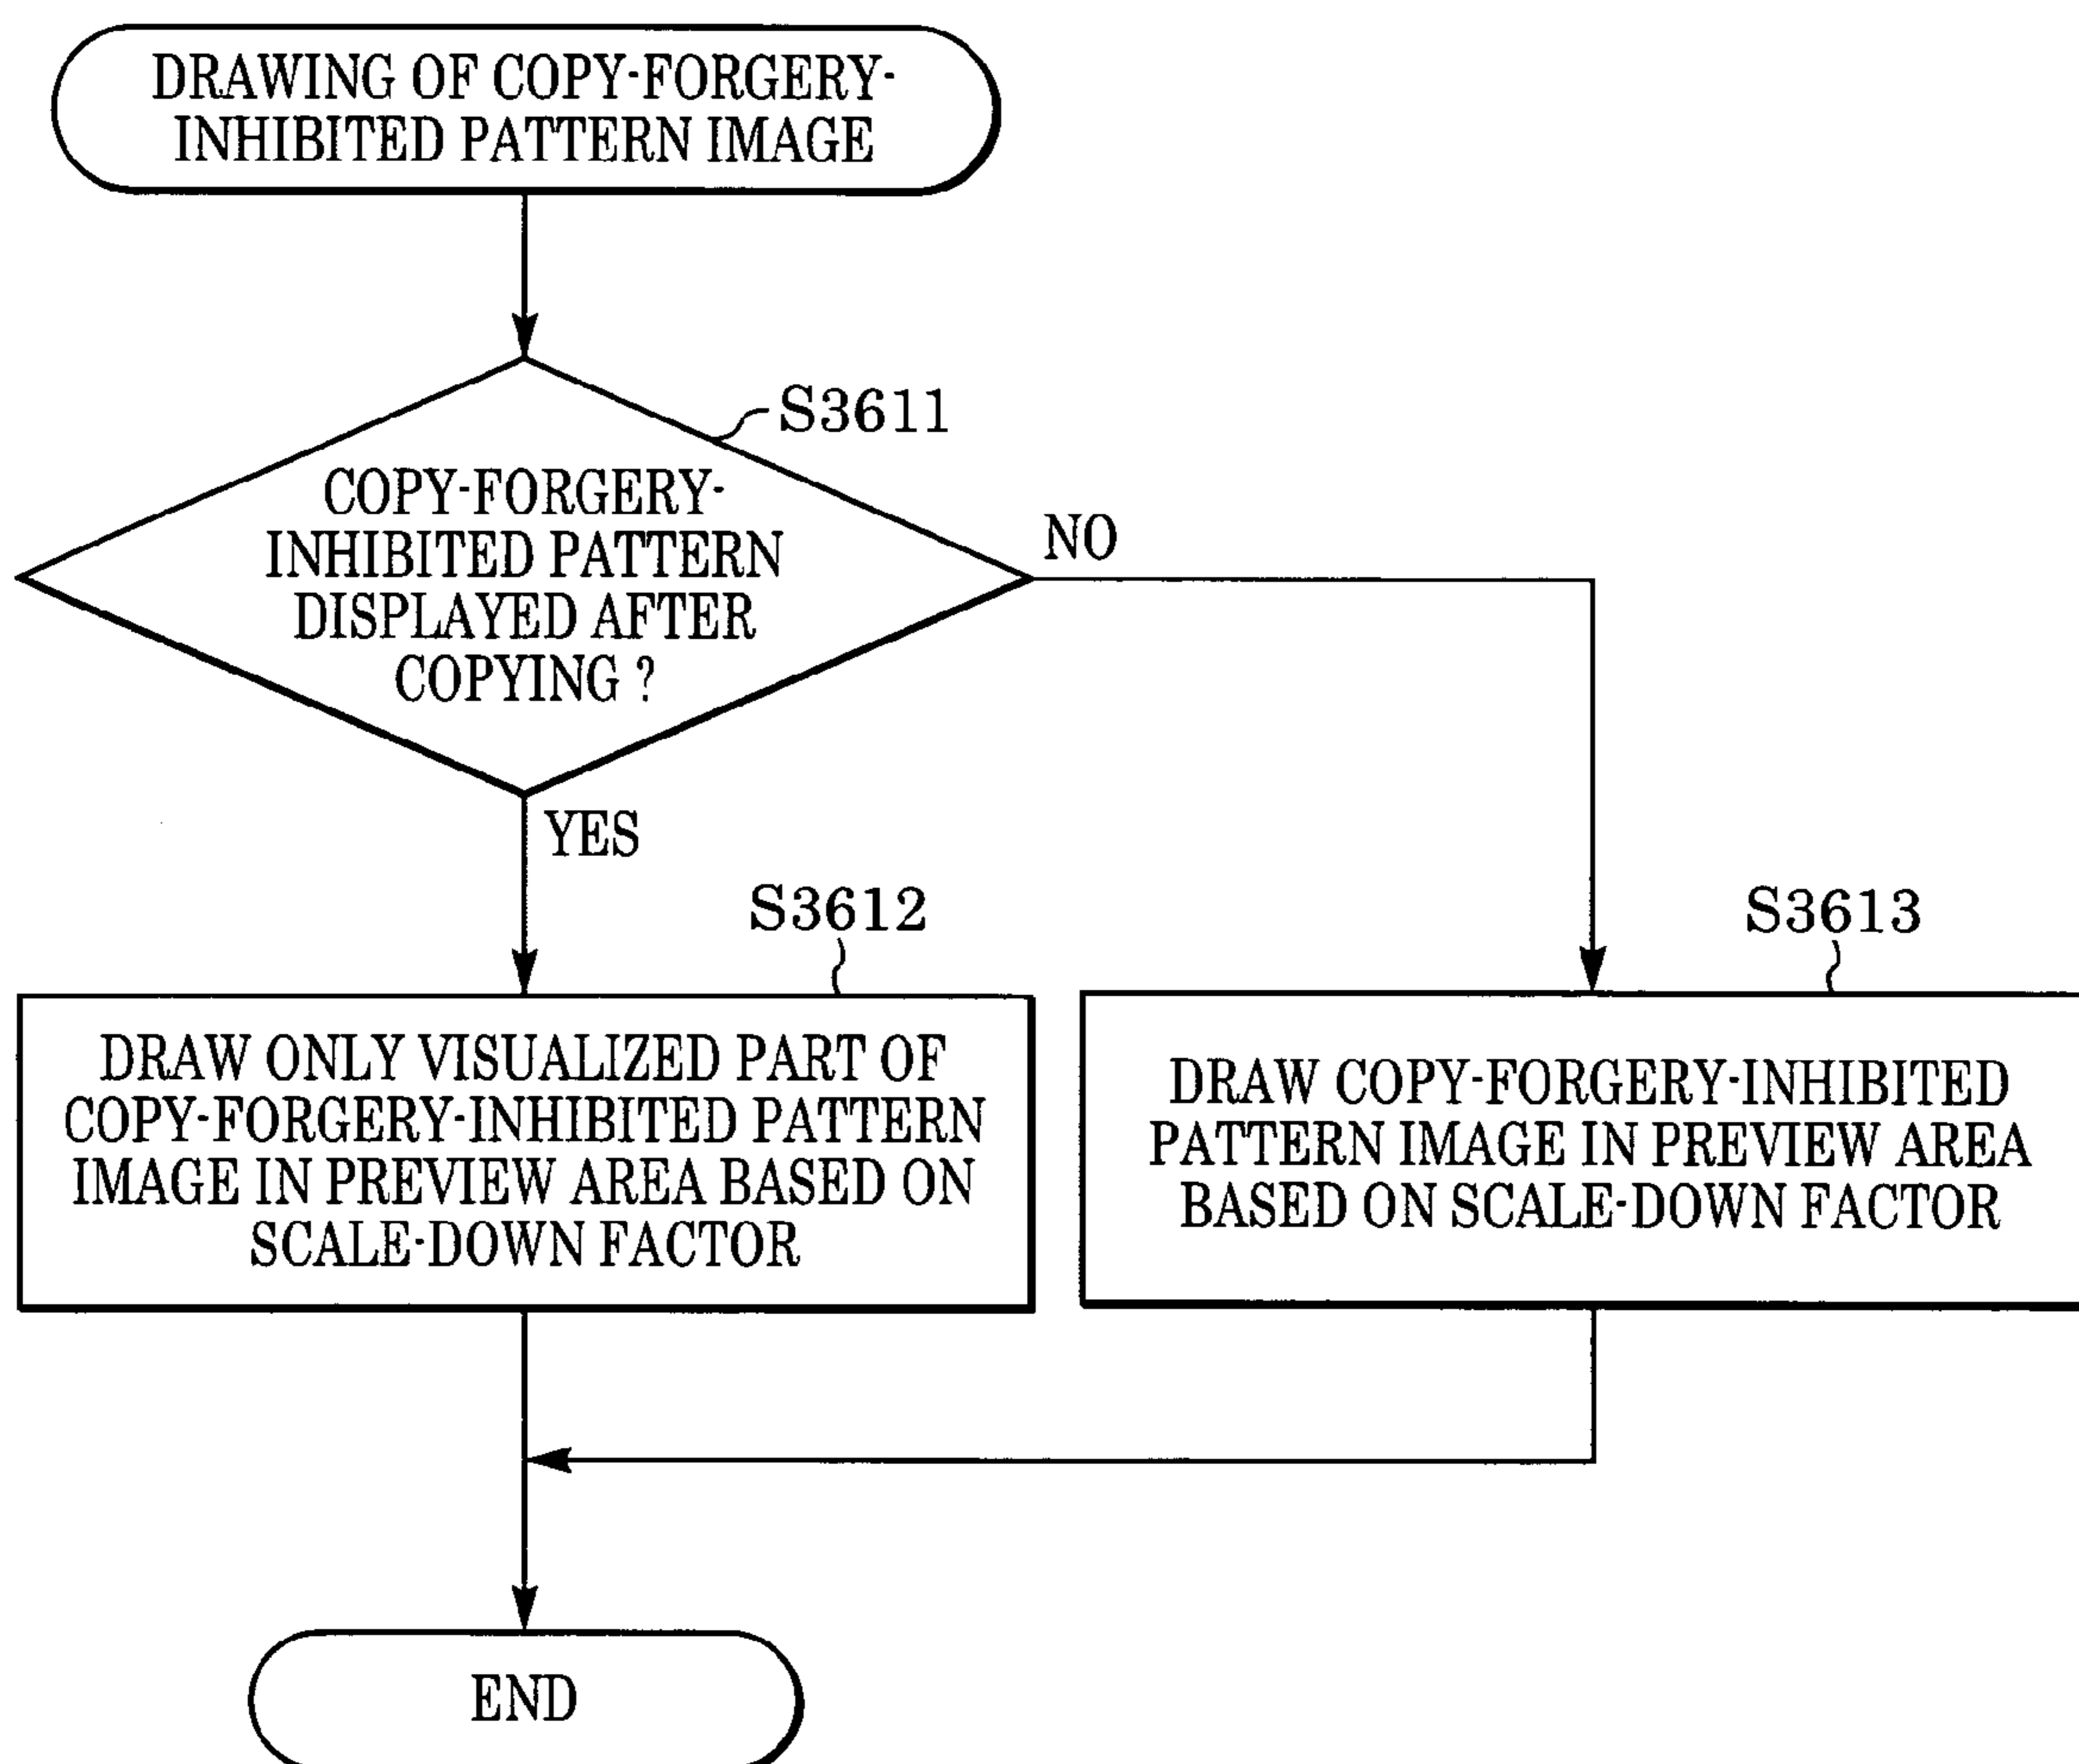 DRAWING OF COPY-FORGERY-
INHIBITED PATTERN IMAGE
S3611
COPY-FORGERY-
INHIBITED PATTERN
DISPLAYED AFTER
COPYING ?
NO
YES
S3612
DRAW ONLY VISUALIZED PART OF
COPY-FORGERY-INHIBITED PATTERN
IMAGE IN PREVIEW AREA BASED ON
SCALE-DOWN FACTOR
S3613
DRAW COPY-FORGERY-INHIBITED
PATTERN IMAGE IN PREVIEW AREA
BASED ON SCALE-DOWN FACTOR
END